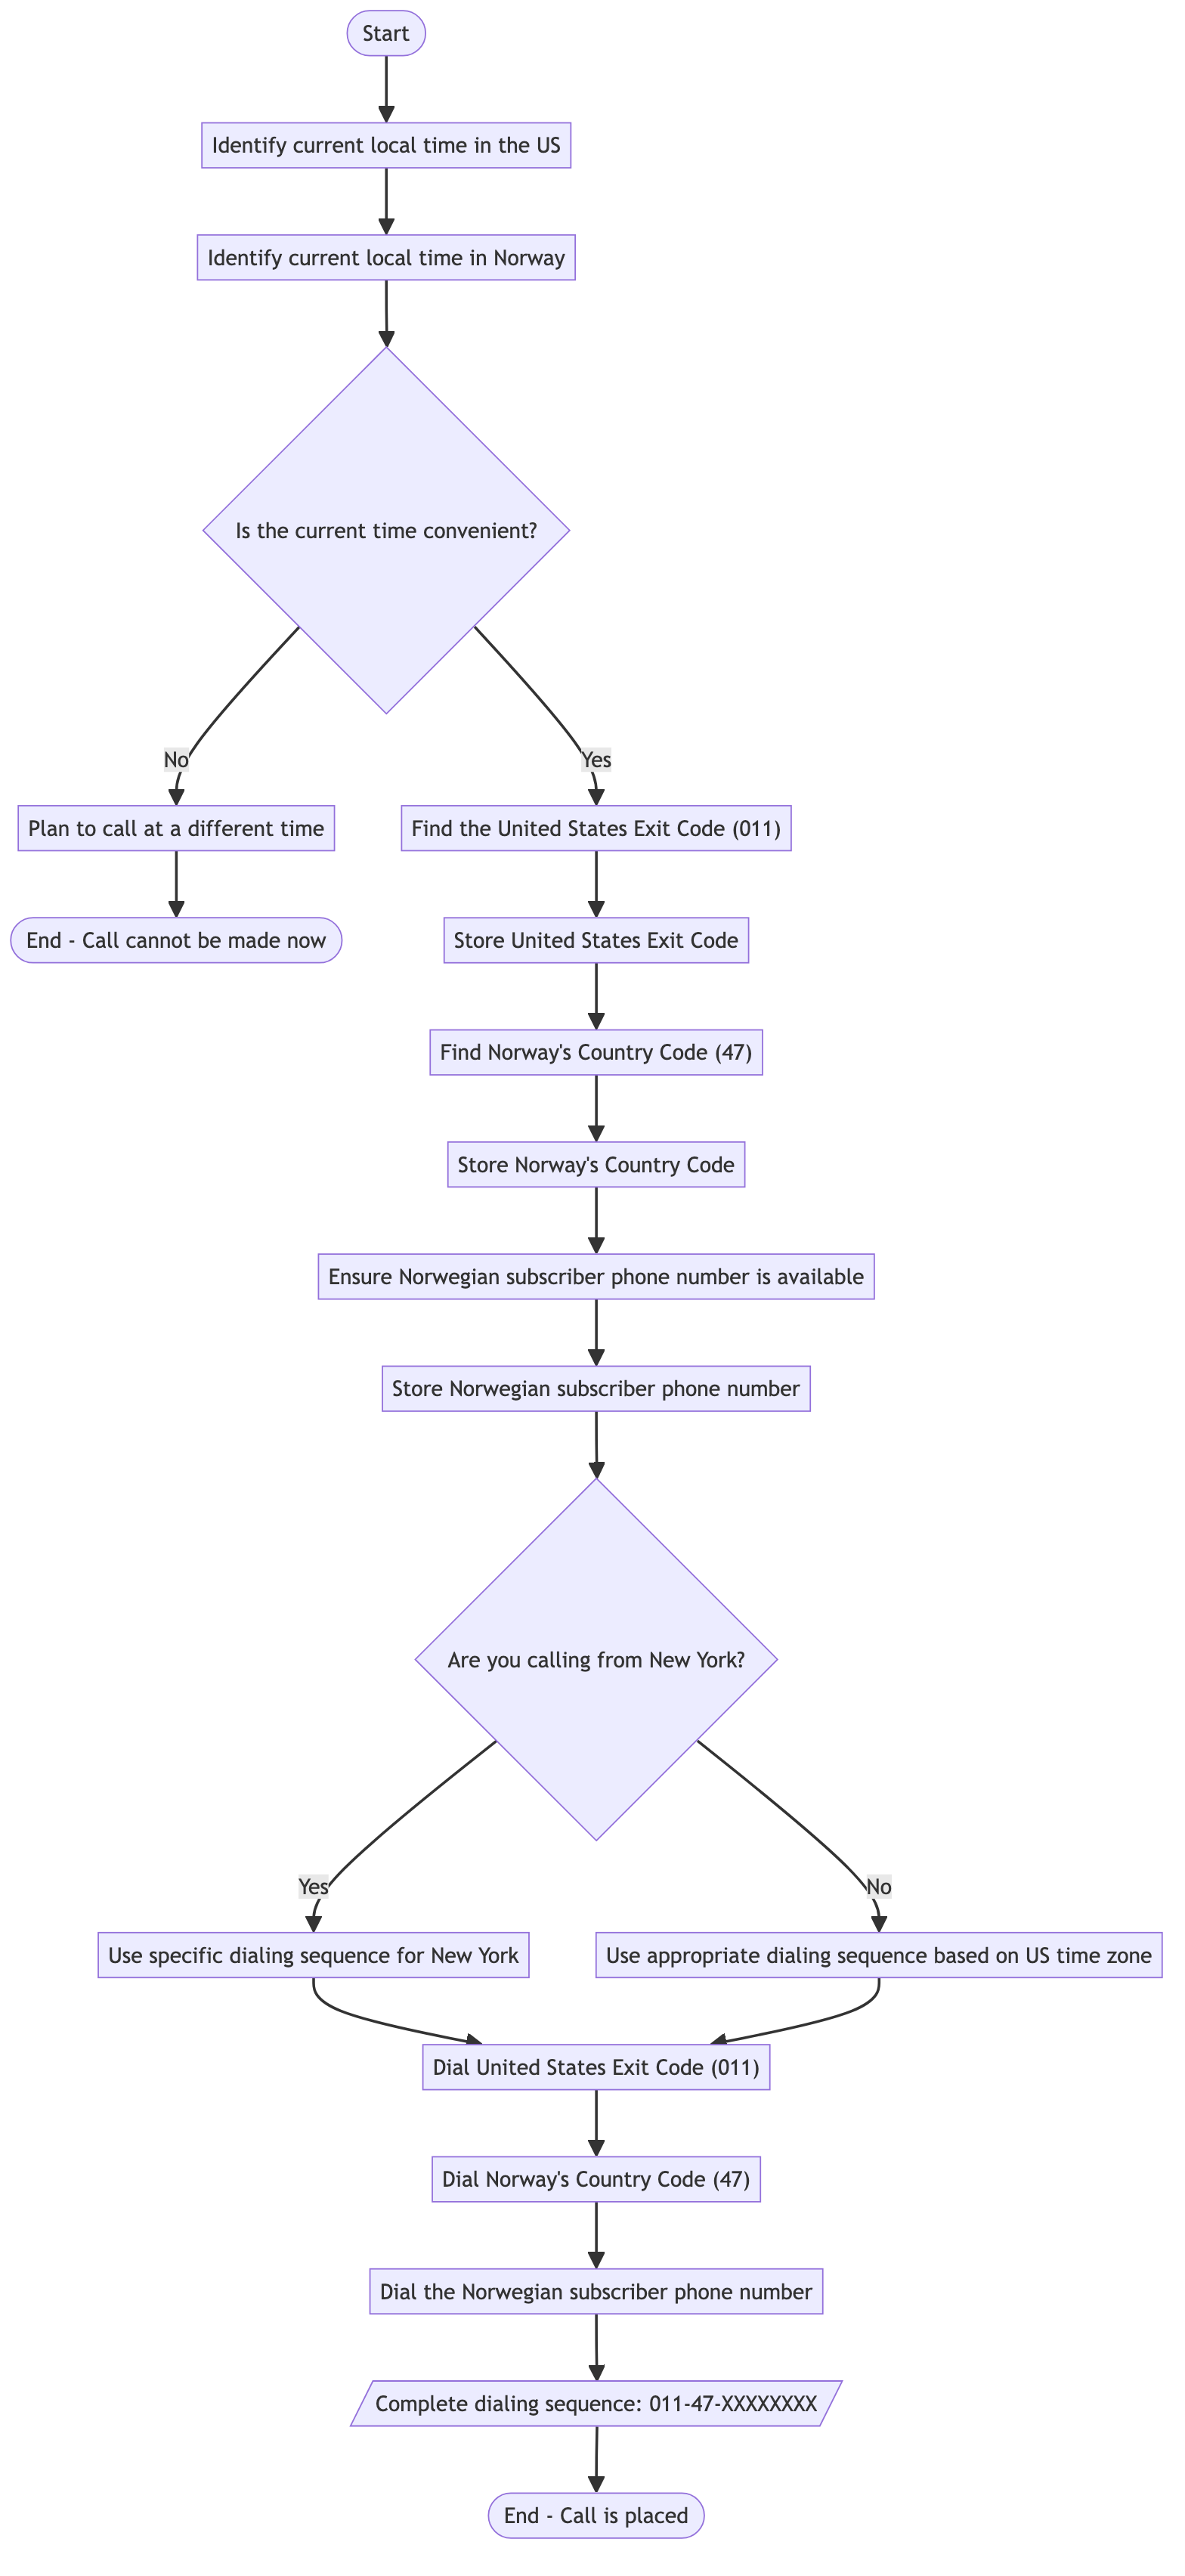 Start
Identify current local time in the US
Identify current local time in Norway
Is the current time convenient?
No
Yes
Plan to call at a different time
Find the United States Exit Code (011)
End - Call cannot be made now
Store United States Exit Code
Find Norway's Country Code (47)
Store Norway's Country Code
Ensure Norwegian subscriber phone number is available
Store Norwegian subscriber phone number
Are you calling from New York?
Yes
No
Use specific dialing sequence for New York
Use appropriate dialing sequence based on US time zone
Dial United States Exit Code (011)
Dial Norway's Country Code (47)
Dial the Norwegian subscriber phone number
Complete dialing sequence: 011-47-XXXXXXXX
End - Call is placed